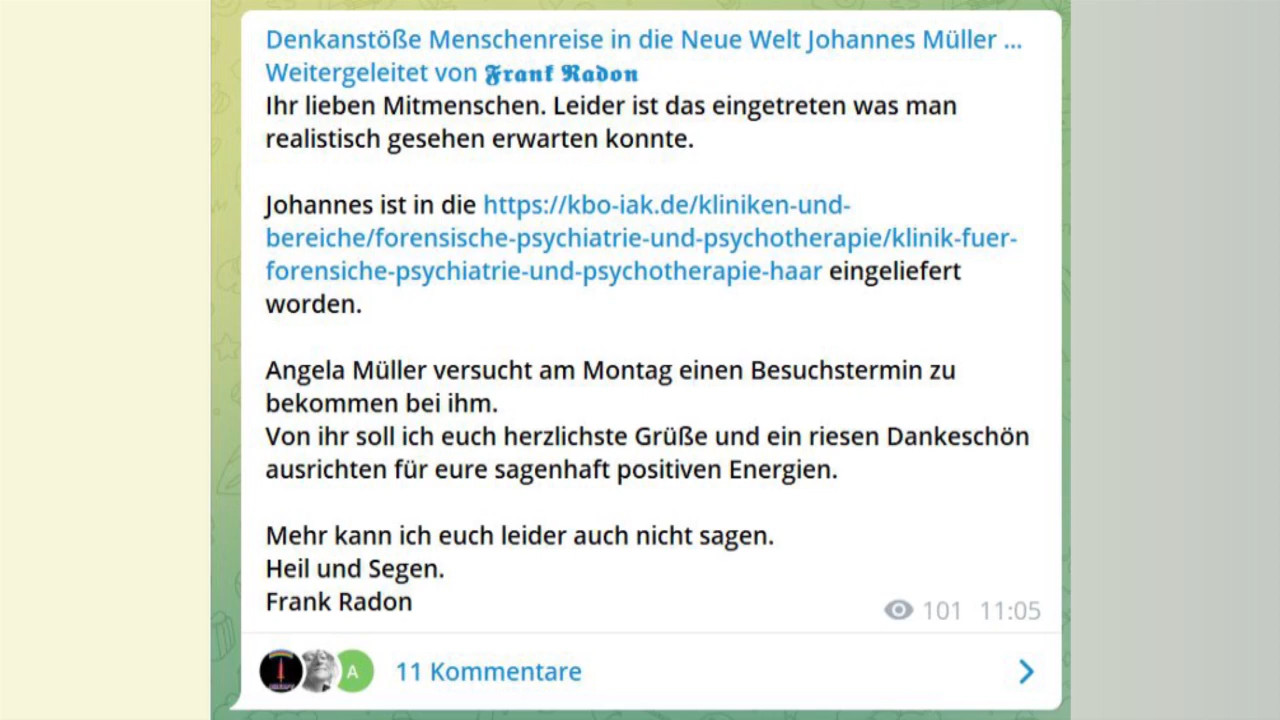 Denkanstöße Menschenreise in die Neue Welt Johannes Müller ...
Weitergeleitet von 𝕱𝖗𝖆𝖓𝖐 𝕽𝖆𝖉𝖔𝖓
Ihr lieben Mitmenschen. Leider ist das eingetreten was man
realistisch gesehen erwarten konnte.
Johannes ist in die https://kbo-iak.de/kliniken-und-
bereiche/forensische-psychiatrie-und-psychotherapie/klinik-fuer-
forensiche-psychiatrie-und-psychotherapie-haar eingeliefert
worden.
Angela Müller versucht am Montag einen Besuchstermin zu
bekommen bei ihm.
Von ihr soll ich euch herzlichste Grüße und ein riesen Dankeschön
ausrichten für eure sagenhaft positiven Energien.
Mehr kann ich euch leider auch nicht sagen.
Heil und Segen.
Frank Radon
101 11:05
A
11 Kommentare